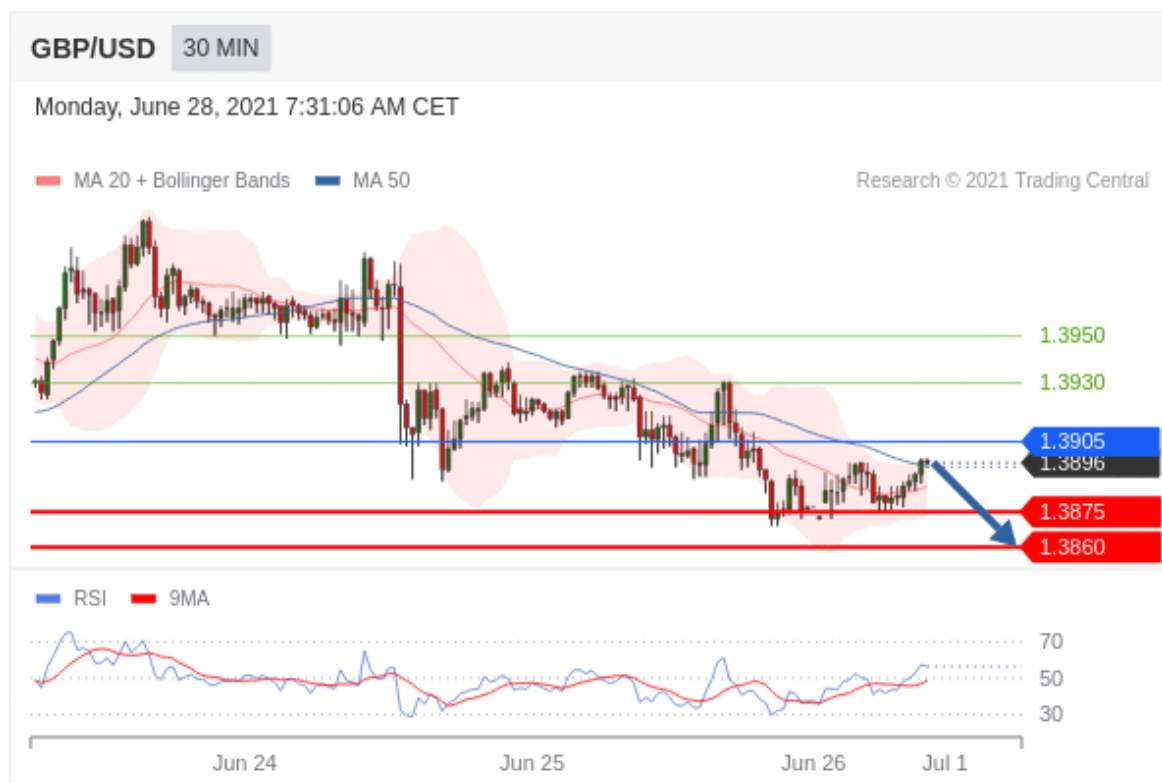 GBP/USD 30 MIN
Monday, June 28, 2021 7:31:06 AM CET
MA 20 + Bollinger Bands MA 50 Research © 2021 Trading Central
1.3950
1.3930
1.3905
1.3896
1.3875
1.3860
RSI 9MA
70
50
30
Jun 24 Jun 25 Jun 26 Jul 1